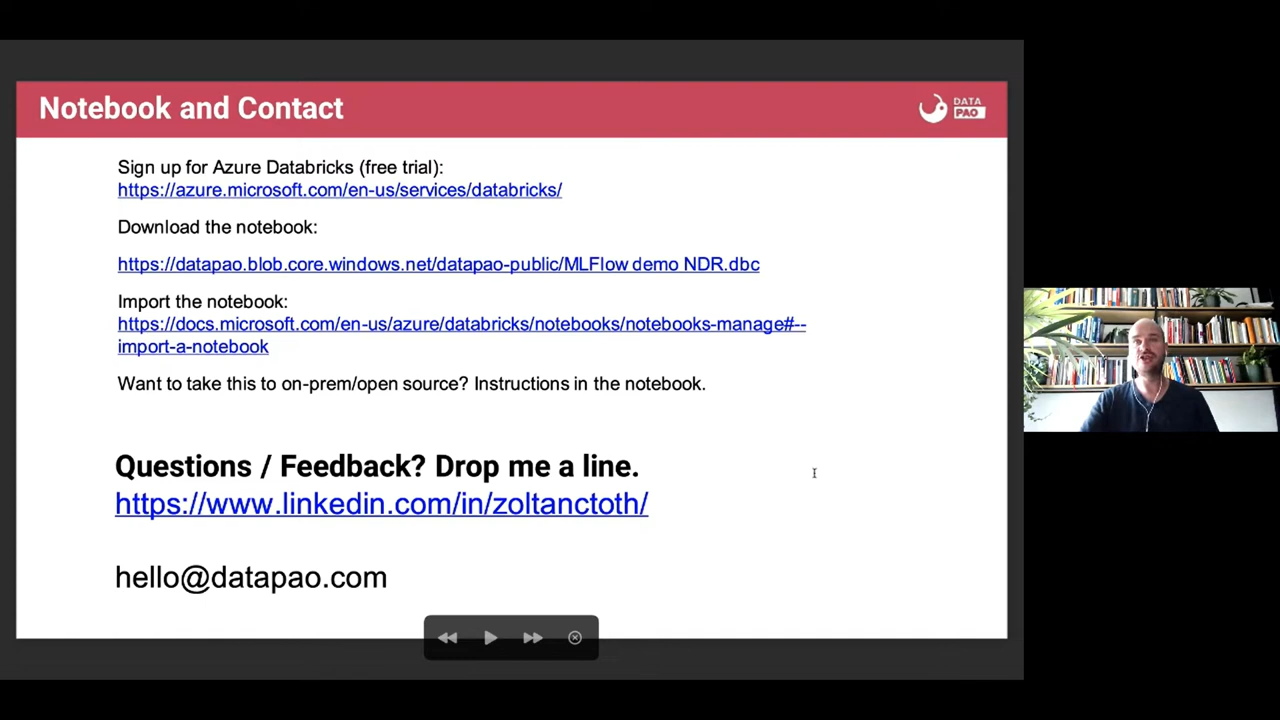 Notebook and Contact
DATA
PAO
Sign up for Azure Databricks (free trial):
https://azure.microsoft.com/en-us/services/databricks/
Download the notebook:
https://datapao.blob.core.windows.net/datapao-public/MLFlow demo NDR.dbc
Import the notebook:
https://docs.microsoft.com/en-us/azure/databricks/notebooks/notebooks-manage#--
import-a-notebook
Want to take this to on-prem/open source? Instructions in the notebook.
Questions / Feedback? Drop me a line.
https://www.linkedin.com/in/zoltanctoth/
hello@datapao.com